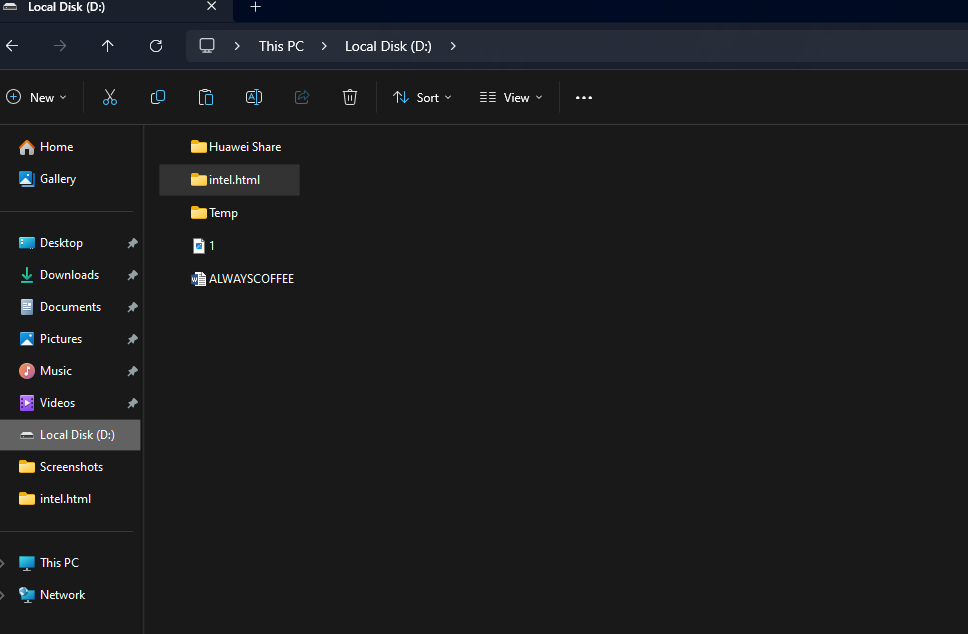 Local Disk (D:)
This PC
Local Disk (D:)
New
Sort
View
Home
Gallery
Desktop
Downloads
Documents
Pictures
Music
Videos
Local Disk (D:)
Screenshots
intel.html
This PC
Network
Huawei Share
intel.html
Temp
1
ALWAYSCOFFEE